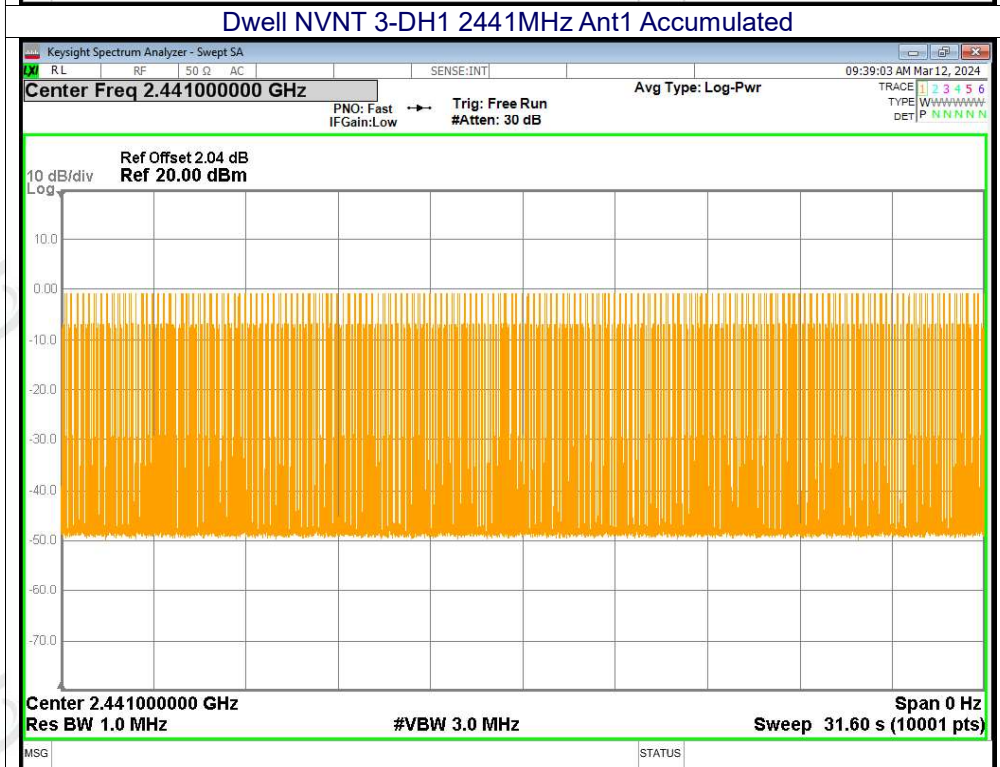 Dwell NVNT 3-DH1 2441MHz Ant1 Accumulated
Keysight Spectrum Analyzer - Swept SA
LXI RL RF 50 Ω AC SENSE:INT 09:39:03 AM Mar 12, 2024
Center Freq 2.441000000 GHz Avg Type: Log-Pwr TRACE 1 2 3 4 5 6
PNO: Fast Trig: Free Run TYPE WWWWWWW
IFGain:Low #Atten: 30 dB DET P N N N N N
Ref Offset 2.04 dB
10 dB/div Ref 20.00 dBm
Log
10.0
0.00
-10.0
-20.0
-30.0
-40.0
-50.0
-60.0
-70.0
Center 2.441000000 GHz Span 0 Hz
Res BW 1.0 MHz #VBW 3.0 MHz Sweep 31.60 s (10001 pts)
MSG STATUS